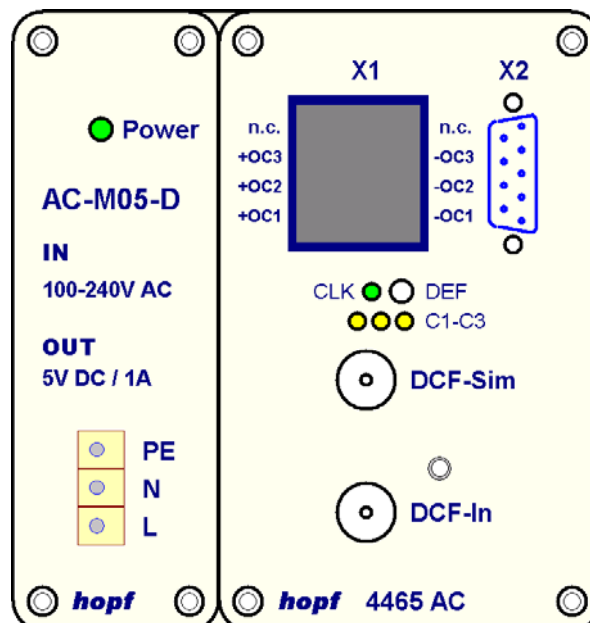 Power
AC-M05-D
IN
100-240V AC
OUT
5V DC / 1A
PE
N
L
hopf
X1
X2
n.c.
n.c.
+OC3
-OC3
+OC2
-OC2
+OC1
-OC1
CLK
DEF
C1-C3
DCF-Sim
DCF-In
hopf 4465 AC